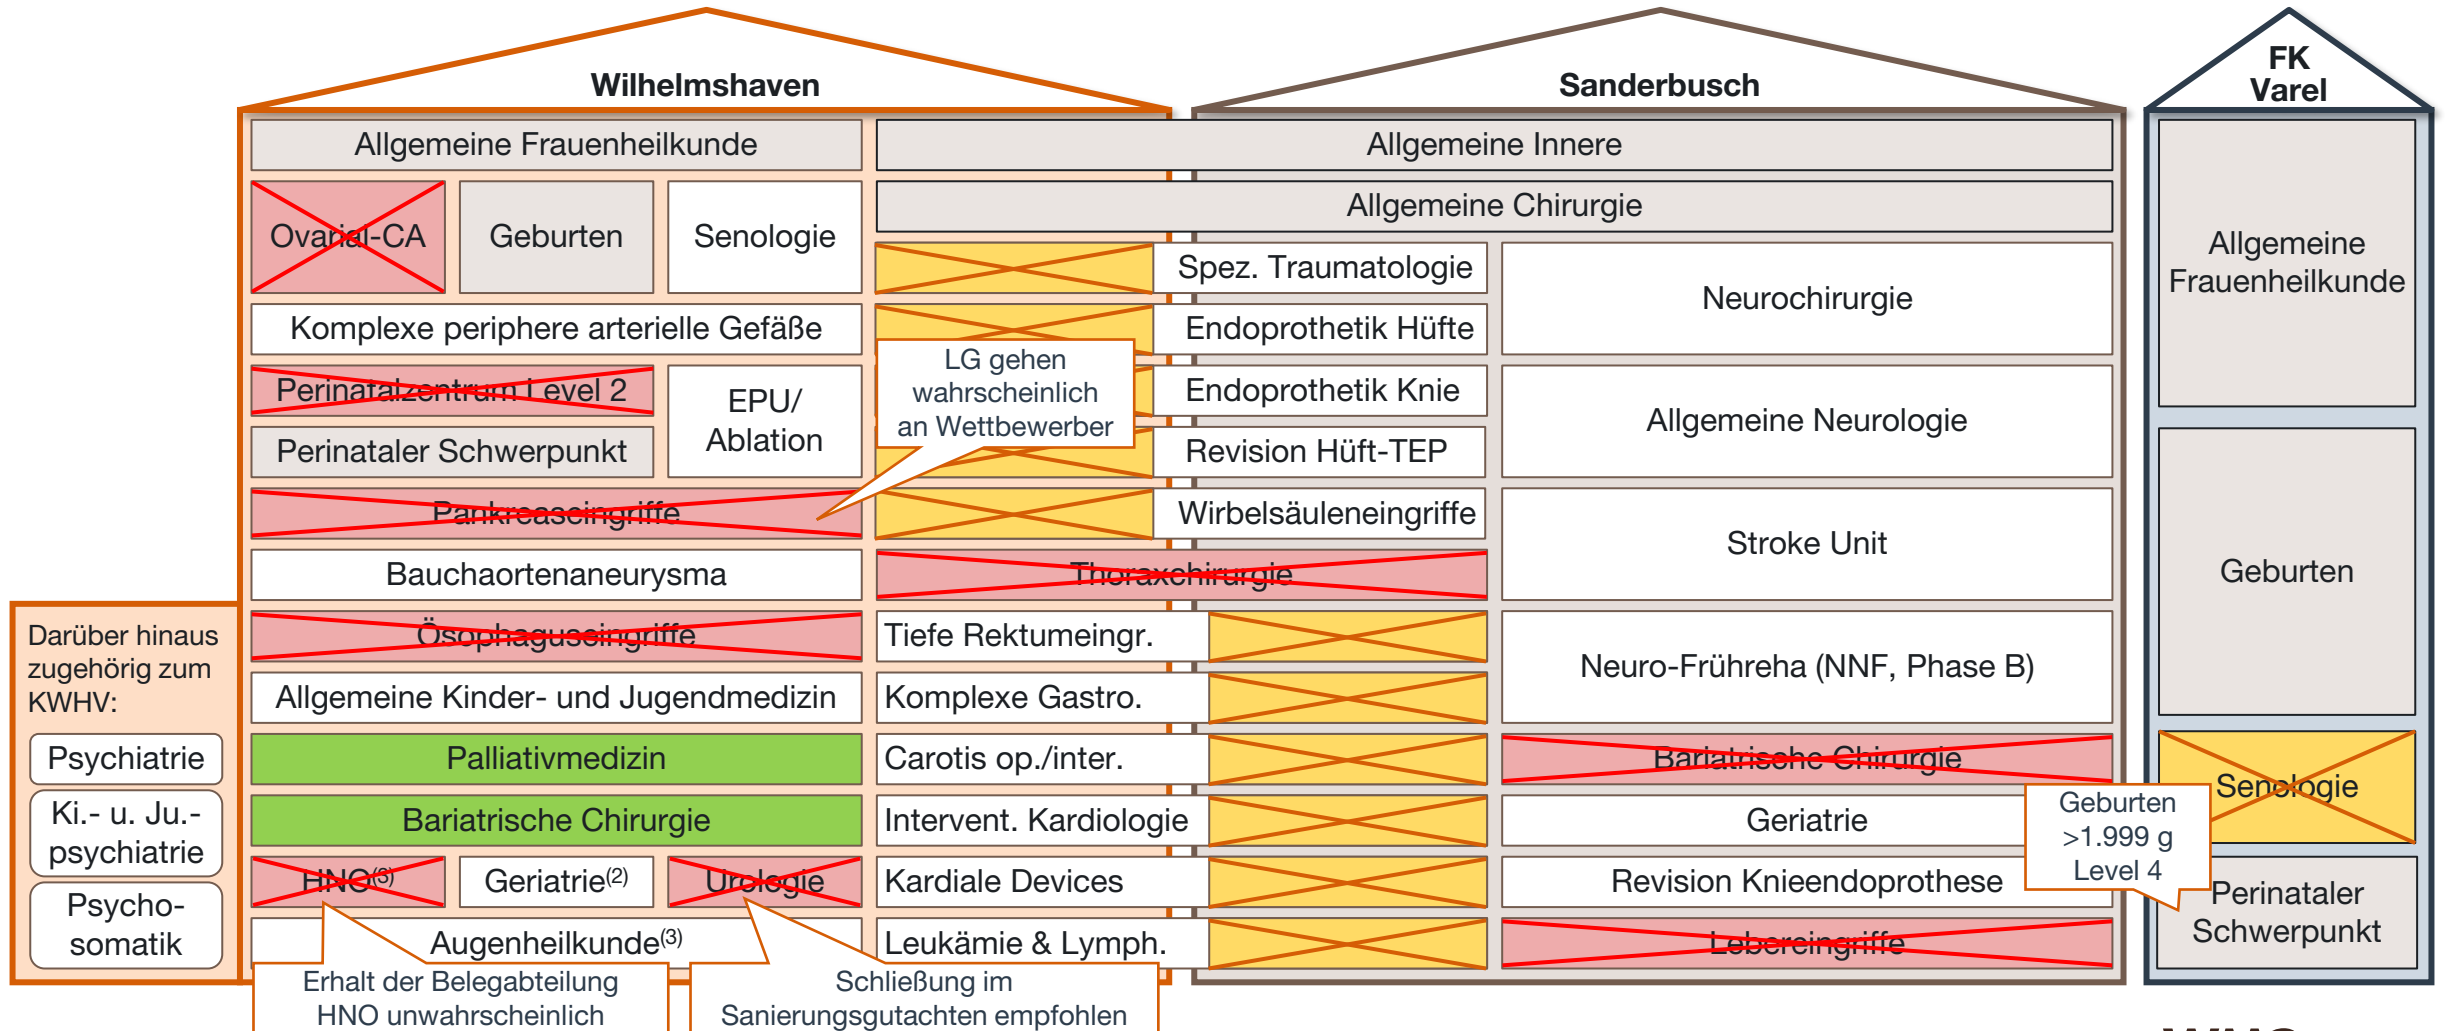 Wilhelmshaven
Sanderbusch
FK
Varel
Allgemeine Frauenheilkunde
Allgemeine Innere
Allgemeine Chirurgie
Ovarial-CA
Geburten
Senologie
Spez. Traumatologie
Neurochirurgie
Allgemeine
Frauenheilkunde
Komplexe periphere arterielle Gefäße
Endoprothetik Hüfte
LG gehen
wahrscheinlich
an Wettbewerber
Perinatalzentrum Level 2
EPU/
Ablation
Endoprothetik Knie
Allgemeine Neurologie
Perinataler Schwerpunkt
Revision Hüft-TEP
Pankreaseingriffe
Wirbelsäuleneingriffe
Stroke Unit
Geburten
Bauchaortenaneurysma
Thoraxchirurgie
Darüber hinaus
zugehörig zum
KWHV:
Ösophaguseingriffe
Tiefe Rektumeingr.
Neuro-Frühreha (NNF, Phase B)
Allgemeine Kinder- und Jugendmedizin
Komplexe Gastro.
Psychiatrie
Palliativmedizin
Carotis op./inter.
Bariatrische Chirurgie
Senologie
Ki.- u. Ju.-
psychiatrie
Bariatrische Chirurgie
Intervent. Kardiologie
Geriatrie
Geburten
>1.999 g
Level 4
HNO(3)
Geriatrie(2)
Urologie
Kardiale Devices
Revision Knieendoprothese
Perinataler
Schwerpunkt
Psycho-
somatik
Augenheilkunde(3)
Leukämie & Lymph.
Lebereingriffe
Erhalt der Belegabteilung
HNO unwahrscheinlich
Schließung im
Sanierungsgutachten empfohlen